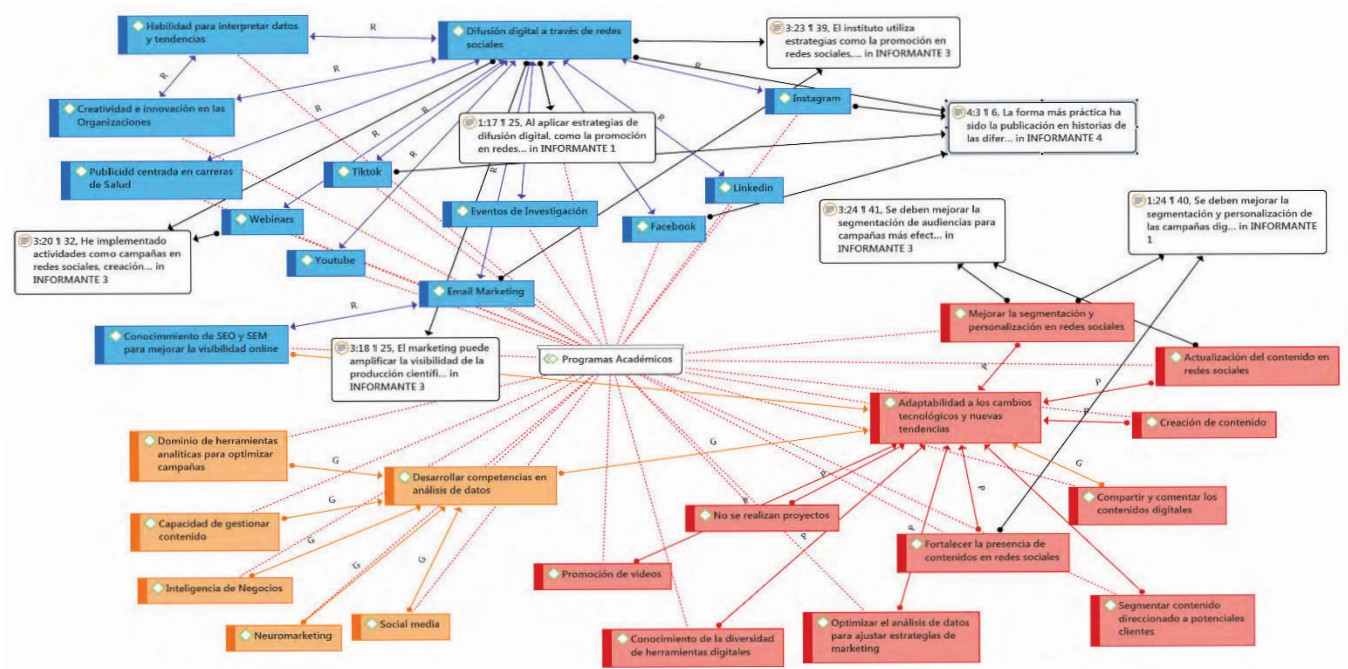 Habilidad para interpretar datos
y tendencias
R
Difusión digital a través de redes
sociales
3:23 ¶ 39, El instituto utiliza
estrategias como la promoción en
redes sociales,... in INFORMANTE 3
R
R
R
Creatividad e innovación en las
Organizaciones
R
R
R
Instagram
4:3 ¶ 6, La forma más práctica ha
sido la publicación en historias de
las difer... in INFORMANTE 4
1:17 ¶ 25, Al aplicar estrategias de
difusión digital, como la promoción
en redes... in INFORMANTE 1
R
R
R
R
Publicidd centrada en carreras
de Salud
Tiktok
Linkedin
Webinars
Eventos de Investigación
Facebook
3:24 ¶ 41, Se deben mejorar la
segmentación de audiencias para
campañas más efect... in
INFORMANTE 3
1:24 ¶ 40, Se deben mejorar la
segmentación y personalización de
las campañas dig... in INFORMANTE
1
3:20 ¶ 32, He implementado
actividades como campañas en
redes sociales, creación... in
INFORMANTE 3
Youtube
Email Marketing
R
Mejorar la segmentación y
personalización en redes sociales
Conocimmiento de SEO y SEM
para mejorar la visibilidad online
3:18 ¶ 25, El marketing puede
amplificar la visibilidad de la
producción científi... in
INFORMANTE 3
Programas Académicos
Actualización del contenido en
redes sociales
P
P
Adaptabilidad a los cambios
tecnológicos y nuevas
tendencias
P
Creación de contenido
Dominio de herramientas
analíticas para optimizar
campañas
G
Desarrollar competencias en
análisis de datos
G
G
Compartir y comentar los
contenidos digitales
Capacidad de gestionar
contenido
G
P
P
P
No se realizan proyectos
P
P
Fortalecer la presencia de
contenidos en redes sociales
Inteligencia de Negocios
G
G
G
Promoción de videos
Neuromarketing
Social media
Conocimiento de la diversidad
de herramientas digitales
Optimizar el análisis de datos
para ajustar estrategias de
marketing
Segmentar contenido
direccionado a potenciales
clientes